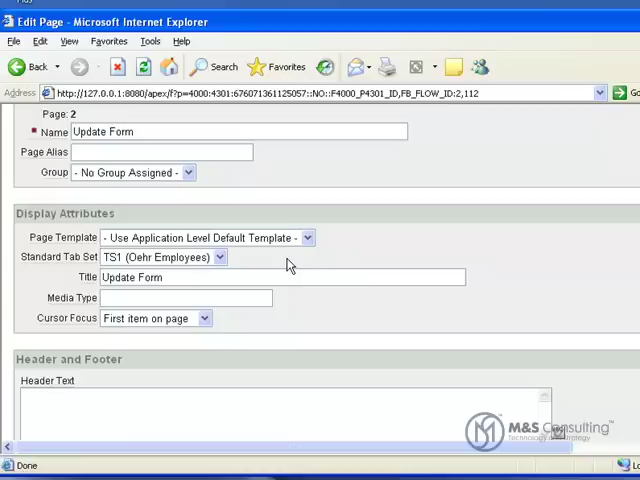 Edit Page - Microsoft Internet Explorer
File Edit View Favorites Tools Help
Back Search Favorites
Address http://127.0.0.1:8080/apex/f?p=4000:4301:676071361125057::NO::F4000_P4301_ID,FB_FLOW_ID:2,112 Go
Page: 2
Name Update Form
Page Alias
Group - No Group Assigned -
Display Attributes
Page Template - Use Application Level Default Template -
Standard Tab Set TS1 (Oehr Employees)
Title Update Form
Media Type
Cursor Focus First item on page
Header and Footer
Header Text
M&S Consulting™
Technology & Strategy
Done